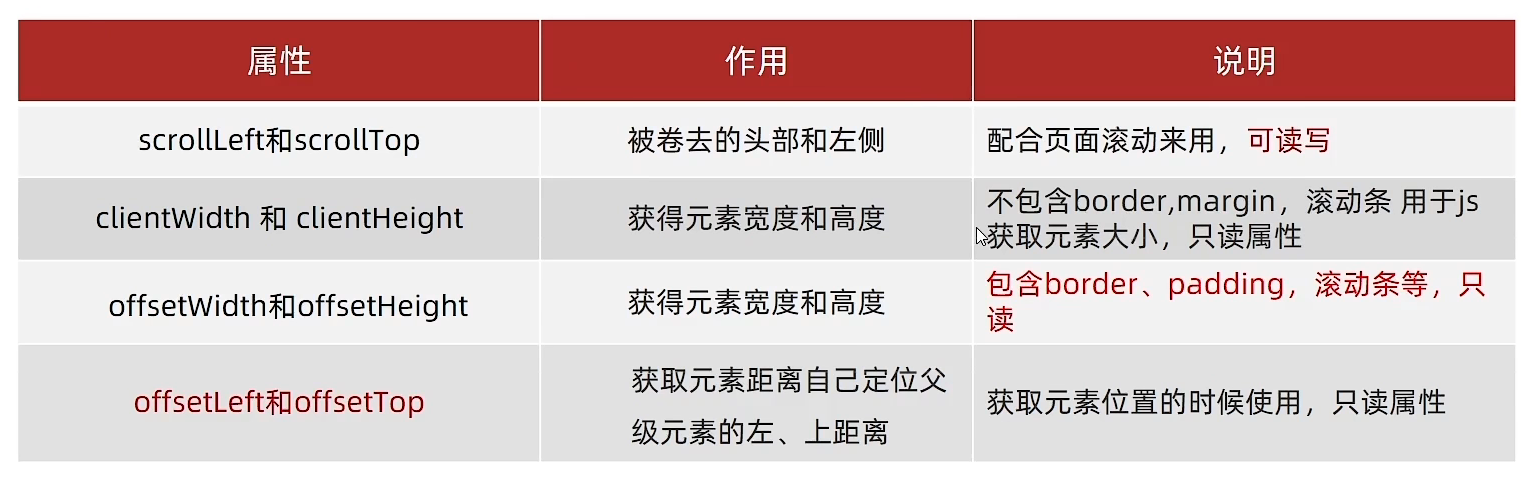 属性 作用 说明
scrollLeft和scrollTop 被卷去的头部和左侧 配合页面滚动来用，可读写
clientWidth 和 clientHeight 获得元素宽度和高度 不包含border,margin，滚动条 用于js
获取元素大小，只读属性
offsetWidth和offsetHeight 获得元素宽度和高度 包含border、padding，滚动条等，只
读
offsetLeft和offsetTop 获取元素距离自己定位父
级元素的左、上距离 获取元素位置的时候使用，只读属性